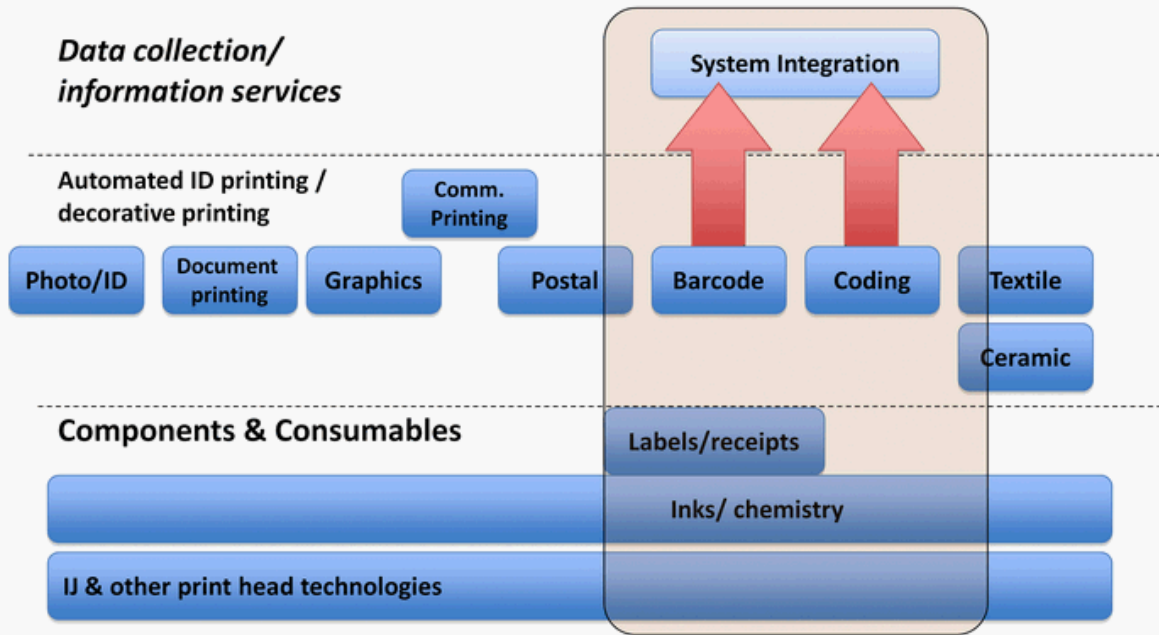 Data collection/
information services
System Integration
Automated ID printing /
decorative printing
Comm.
Printing
Photo/ID
Document
printing
Graphics
Postal
Barcode
Coding
Textile
Ceramic
Components & Consumables
Labels/receipts
Inks/ chemistry
IJ & other print head technologies